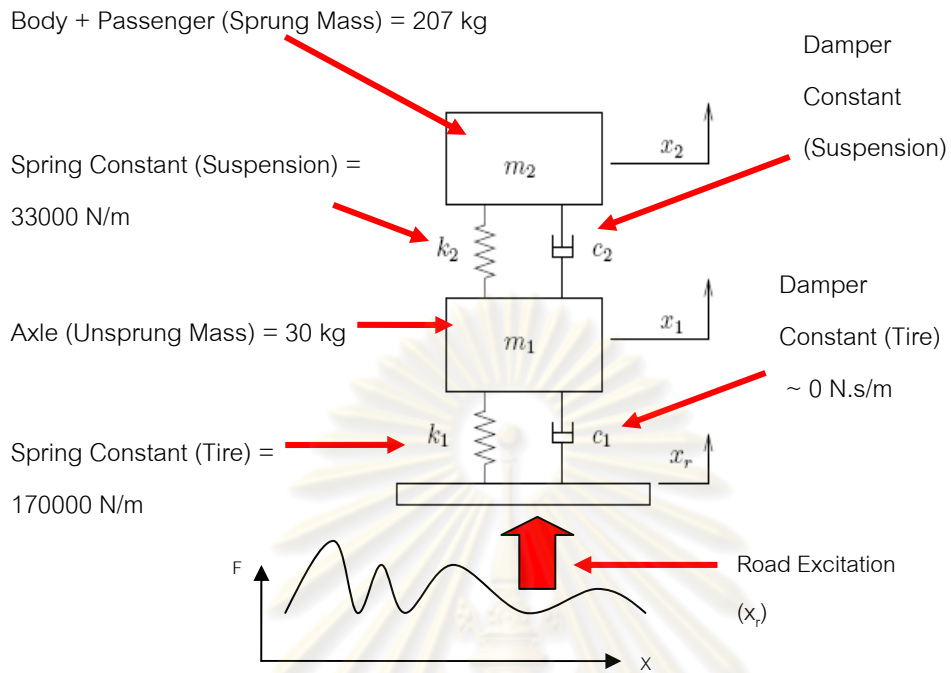 Body + Passenger (Sprung Mass) = 207 kg
Damper
Constant
(Suspension)
x₂
m₂
Spring Constant (Suspension) =
33000 N/m
k₂
c₂
Damper
Constant (Tire)
~ 0 N.s/m
x₁
Axle (Unsprung Mass) = 30 kg
m₁
k₁
c₁
Spring Constant (Tire) =
170000 N/m
xᵣ
Road Excitation
(xᵣ)
F
X